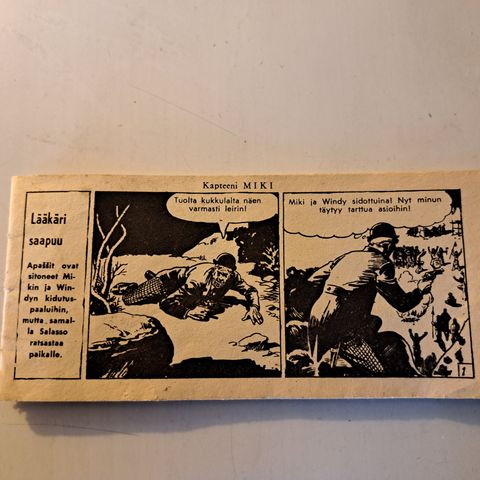 Kapteeni MIKI
Lääkäri
saapuu
Apaššit ovat
sitoneet Mi-
kin ja Win-
dyn kidutus-
paaluihin,
mutta samal-
la Salasso
ratsastaa
paikalle.
Tuolta kukkulalta näen
varmasti leirin!
Miki ja Windy sidottuina! Nyt minun
täytyy tarttua asioihin!
1